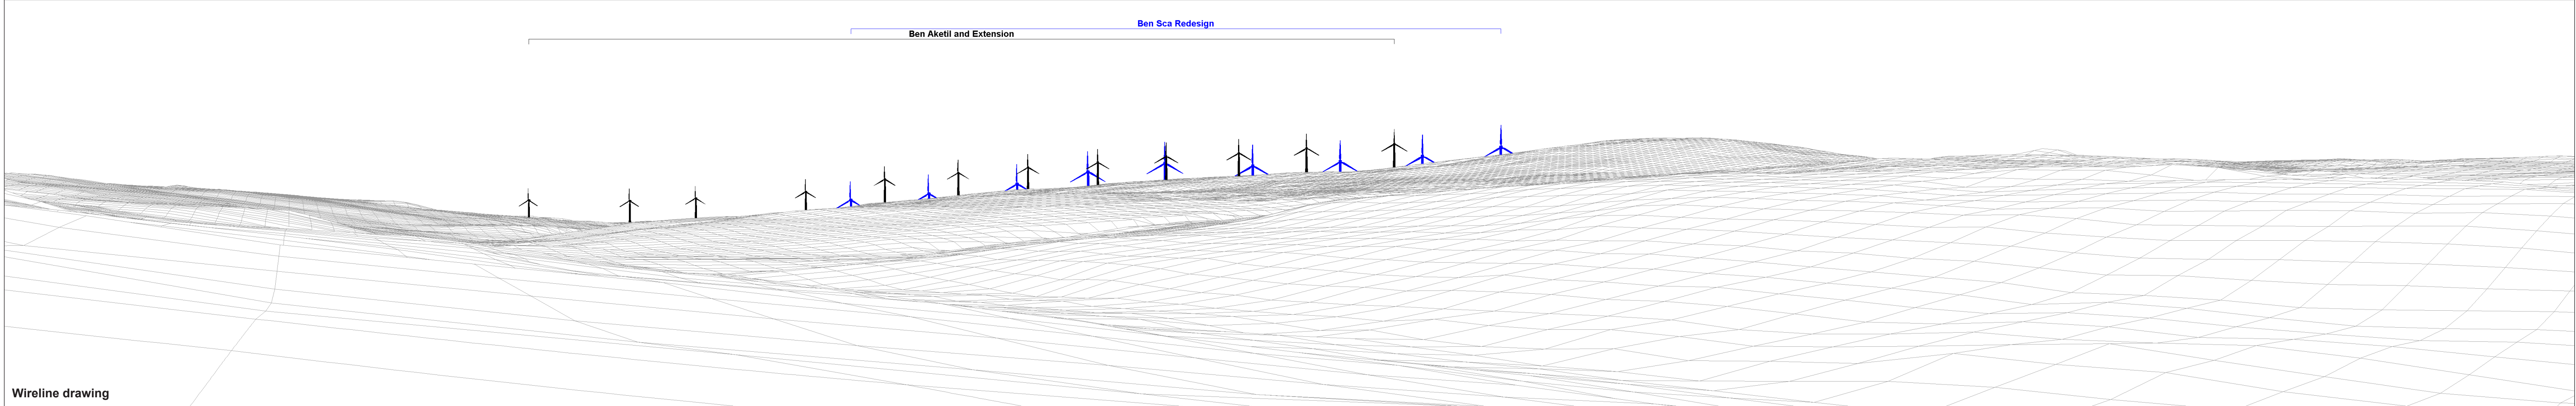 Ben Sca Redesign
Ben Aketil and Extension
Wireline drawing